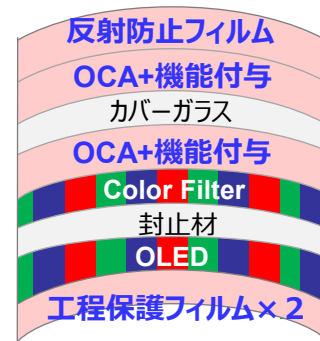 反射防止フィルム
OCA+機能付与
カバーガラス
OCA+機能付与
Color Filter
封止材
OLED
工程保護フィルム×2